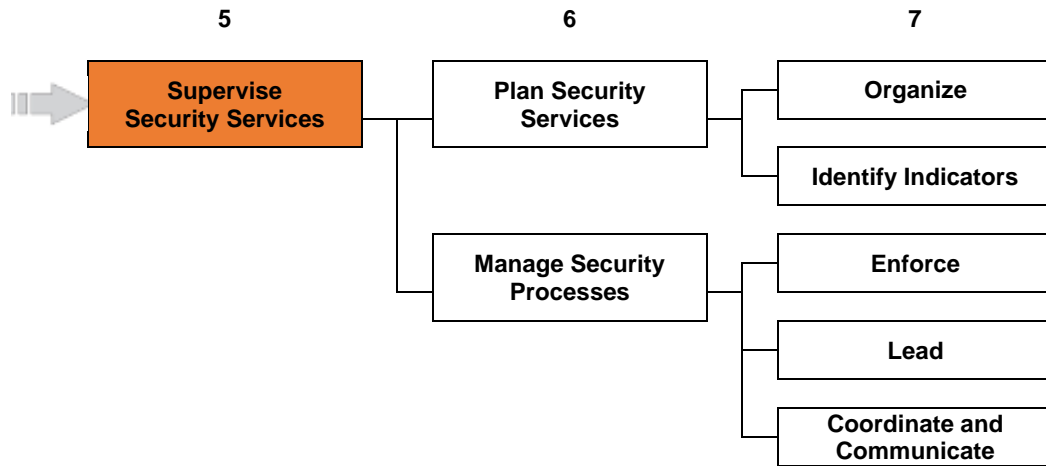 5
6
7
Supervise
Security Services
Plan Security
Services
Organize
Identify Indicators
Manage Security
Processes
Enforce
Lead
Coordinate and
Communicate